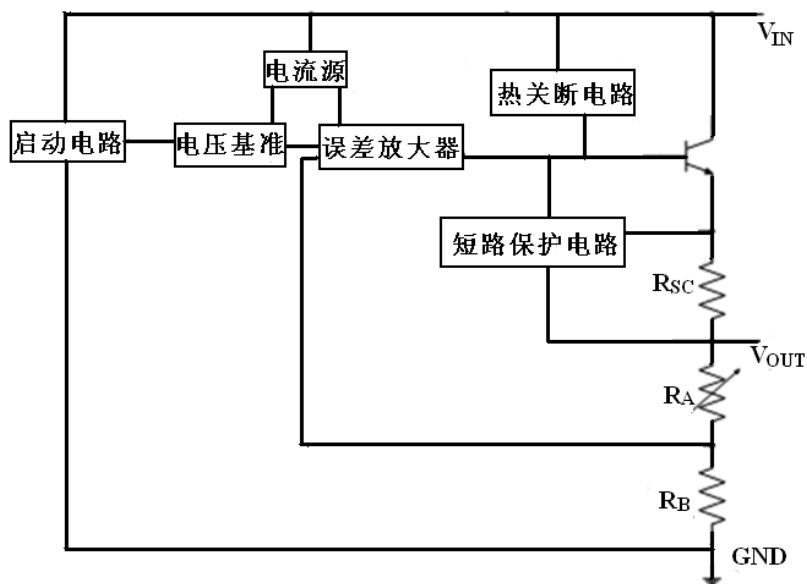 V_IN
电流源
热关断电路
启动电路
电压基准
误差放大器
短路保护电路
R_SC
V_OUT
R_A
R_B
GND